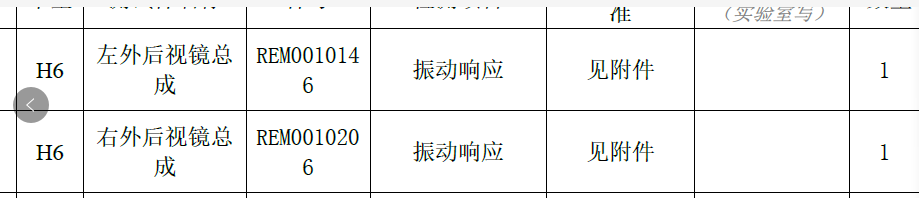 准
（实验室写）
H6
左外后视镜总
成
REM001014
6
振动响应
见附件
1
H6
右外后视镜总
成
REM001020
6
振动响应
见附件
1